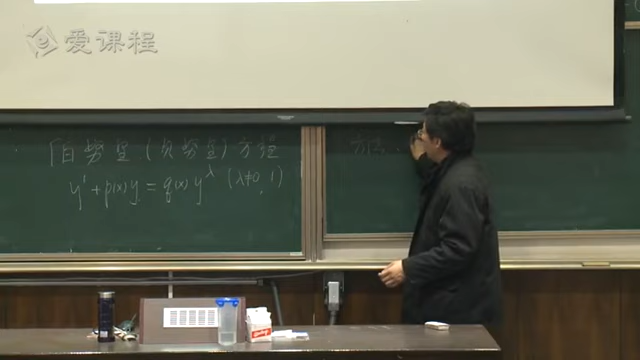 爱课程
伯努里(贝努里)方程
y' + p(x)y = q(x)y^λ (λ≠0, 1)